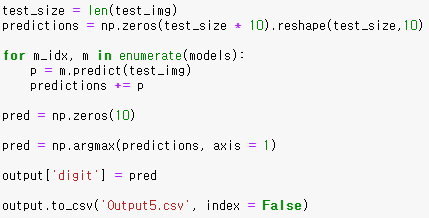 test_size = len(test_img)
predictions = np.zeros(test_size * 10).reshape(test_size,10)
for m_idx, m in enumerate(models):
    p = m.predict(test_img)
    predictions += p
pred = np.zeros(10)
pred = np.argmax(predictions, axis = 1)
output['digit'] = pred
output.to_csv('Output5.csv', index = False)